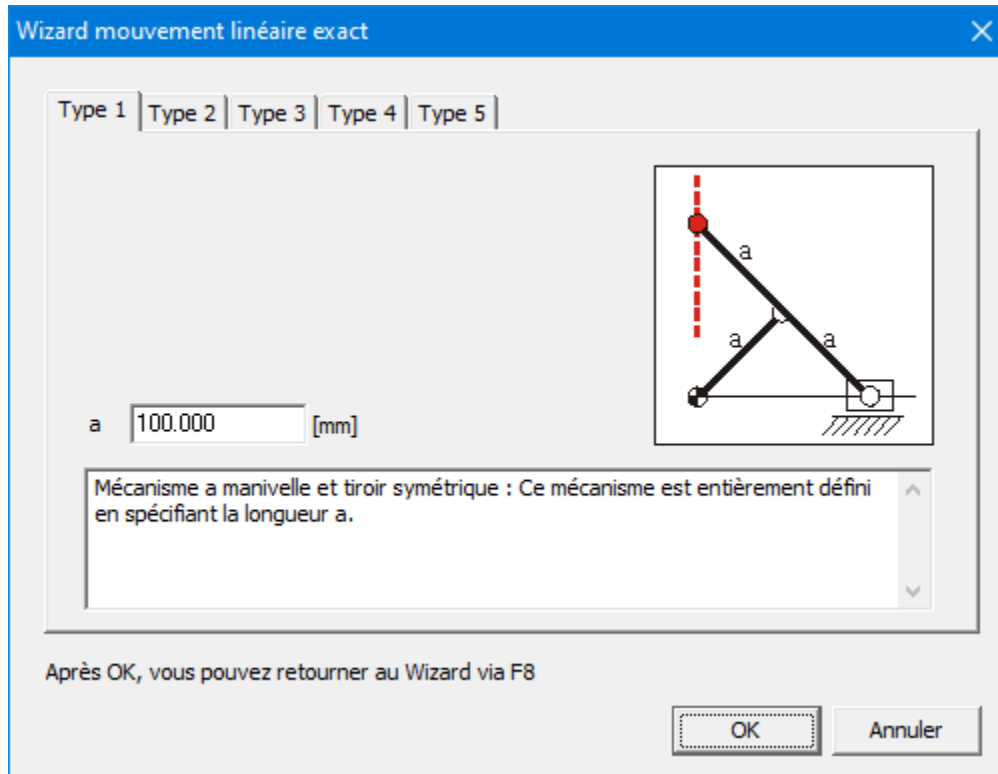 Wizard mouvement linéaire exact
Type 1 Type 2 Type 3 Type 4 Type 5
a
a a
a 100.000 [mm]
Mécanisme a manivelle et tiroir symétrique : Ce mécanisme est entièrement défini
en spécifiant la longueur a.
Après OK, vous pouvez retourner au Wizard via F8
OK Annuler